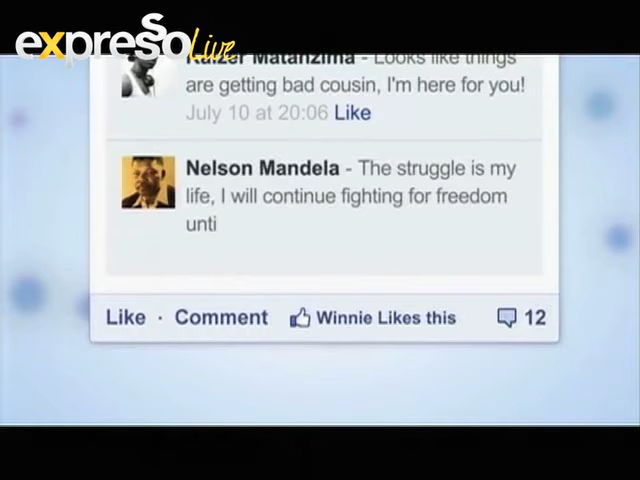 expresso Live
Kaizer Matanzima - Looks like things
are getting bad cousin, I'm here for you!
July 10 at 20:06 Like
Nelson Mandela - The struggle is my
life, I will continue fighting for freedom
unti
Like · Comment Winnie Likes this 12